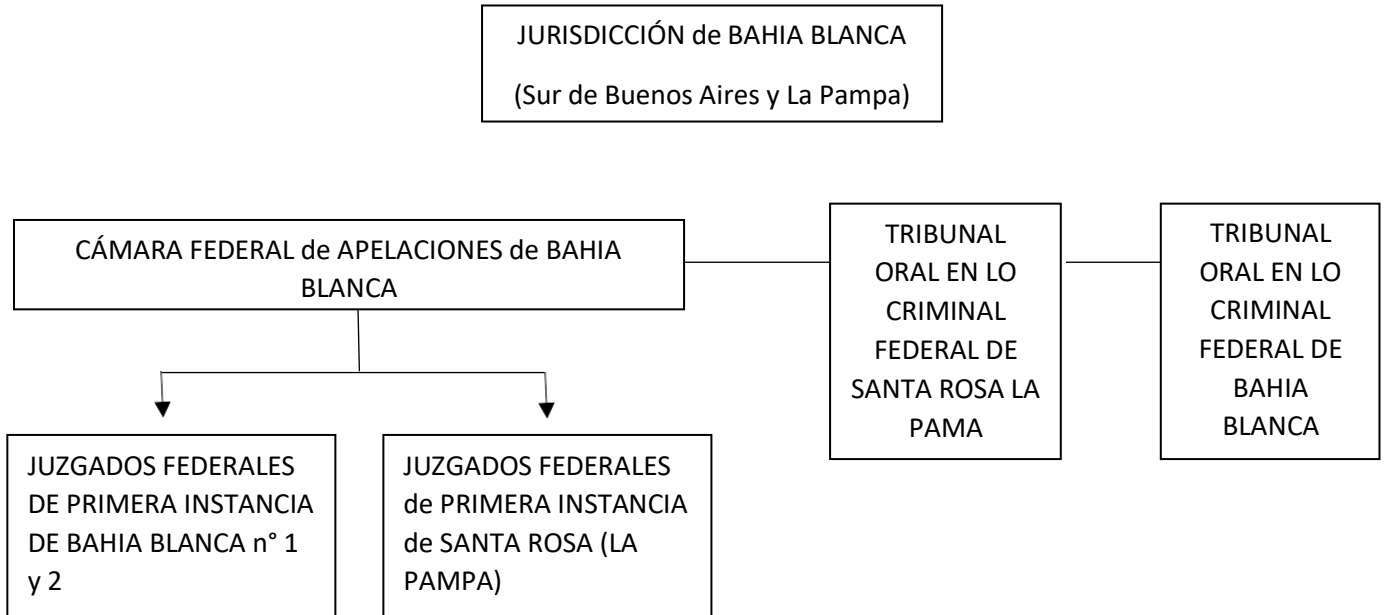 JURISDICCIÓN de BAHIA BLANCA
(Sur de Buenos Aires y La Pampa)
CÁMARA FEDERAL de APELACIONES de BAHIA
BLANCA
TRIBUNAL
ORAL EN LO
CRIMINAL
FEDERAL DE
SANTA ROSA LA
PAMA
TRIBUNAL
ORAL EN LO
CRIMINAL
FEDERAL DE
BAHIA
BLANCA
JUZGADOS FEDERALES
DE PRIMERA INSTANCIA
DE BAHIA BLANCA n° 1
y 2
JUZGADOS FEDERALES
de PRIMERA INSTANCIA
de SANTA ROSA (LA
PAMPA)